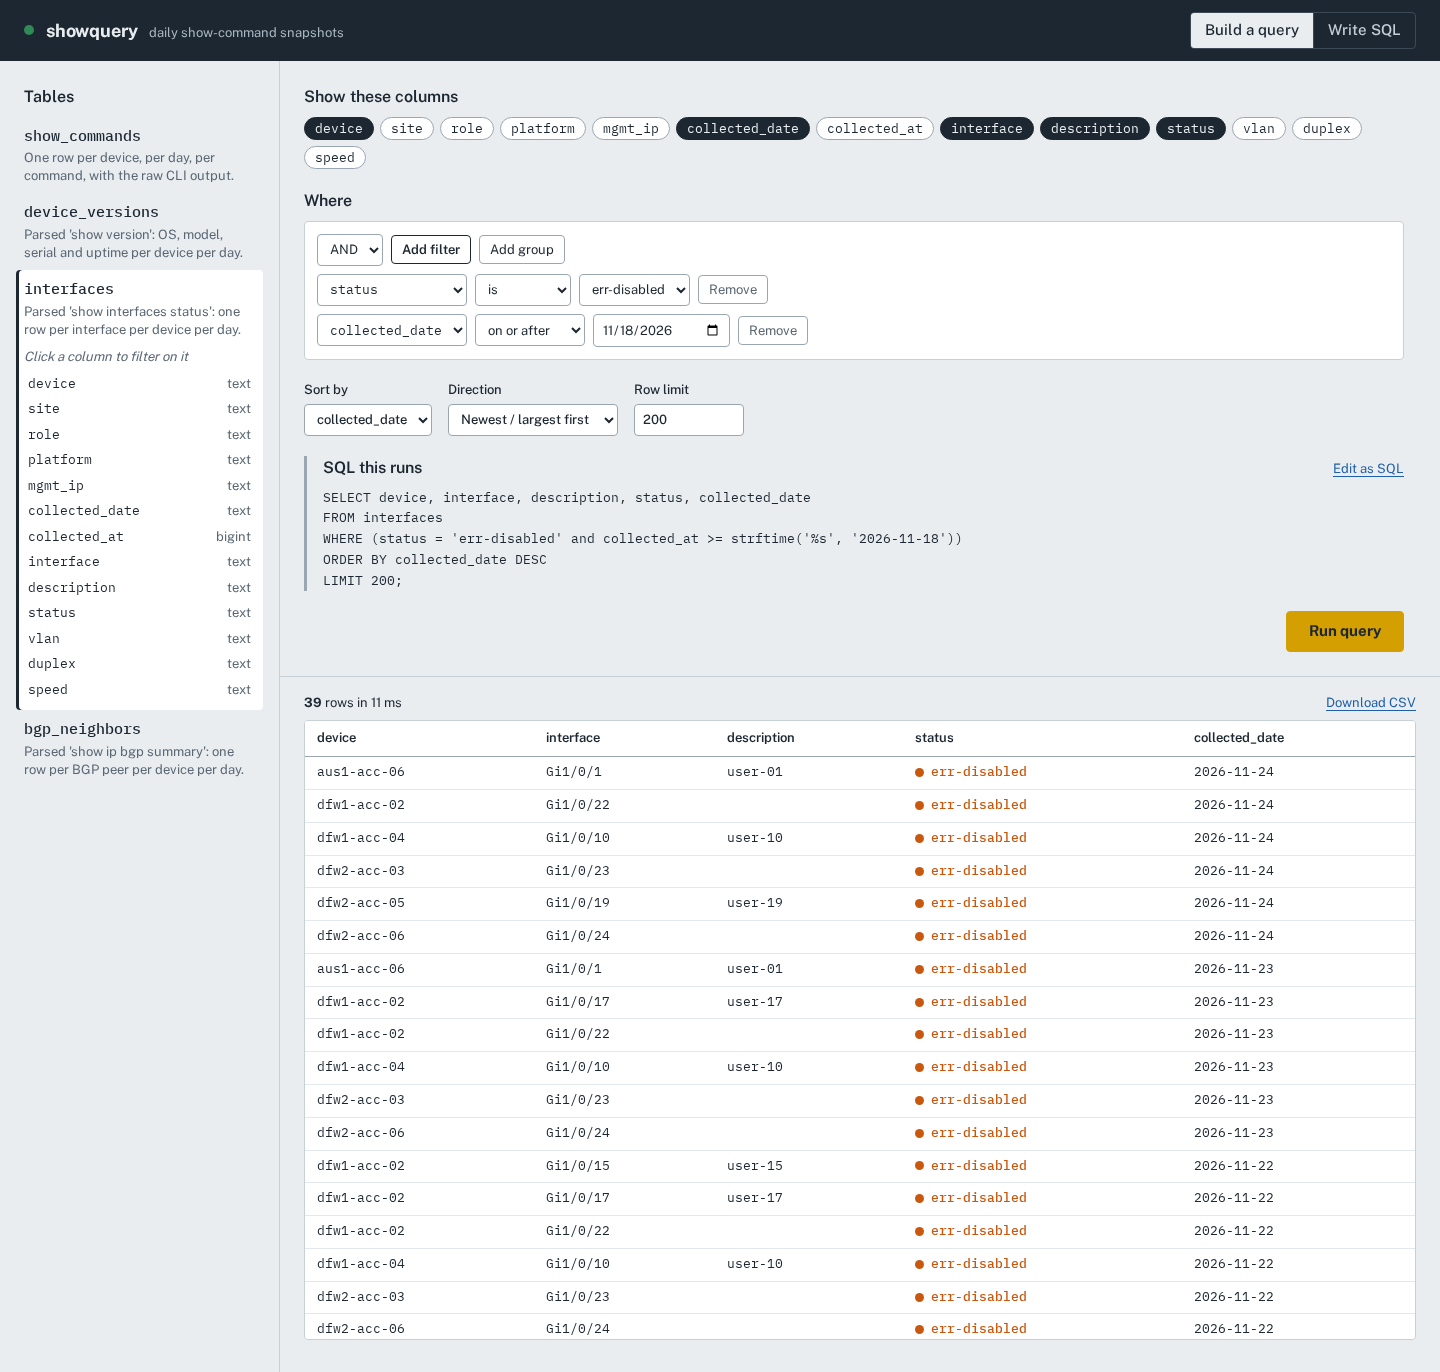 showquery daily show-command snapshots
Build a query Write SQL
Tables
show_commands
One row per device, per day, per
command, with the raw CLI output.
device_versions
Parsed 'show version': OS, model,
serial and uptime per device per day.
interfaces
Parsed 'show interfaces status': one
row per interface per device per day.
Click a column to filter on it
device text
site text
role text
platform text
mgmt_ip text
collected_date text
collected_at bigint
interface text
description text
status text
vlan text
duplex text
speed text
bgp_neighbors
Parsed 'show ip bgp summary': one
row per BGP peer per device per day.
Show these columns
device site role platform mgmt_ip collected_date collected_at interface description status vlan duplex
speed
Where
AND Add filter Add group
status is err-disabled Remove
collected_date on or after 11/18/2026 Remove
Sort by Direction Row limit
collected_date Newest / largest first 200
SQL this runs Edit as SQL
SELECT device, interface, description, status, collected_date
FROM interfaces
WHERE (status = 'err-disabled' and collected_at >= strftime('%s', '2026-11-18'))
ORDER BY collected_date DESC
LIMIT 200;
Run query
39 rows in 11 ms Download CSV
device interface description status collected_date
aus1-acc-06 Gi1/0/1 user-01 err-disabled 2026-11-24
dfw1-acc-02 Gi1/0/22 err-disabled 2026-11-24
dfw1-acc-04 Gi1/0/10 user-10 err-disabled 2026-11-24
dfw2-acc-03 Gi1/0/23 err-disabled 2026-11-24
dfw2-acc-05 Gi1/0/19 user-19 err-disabled 2026-11-24
dfw2-acc-06 Gi1/0/24 err-disabled 2026-11-24
aus1-acc-06 Gi1/0/1 user-01 err-disabled 2026-11-23
dfw1-acc-02 Gi1/0/17 user-17 err-disabled 2026-11-23
dfw1-acc-02 Gi1/0/22 err-disabled 2026-11-23
dfw1-acc-04 Gi1/0/10 user-10 err-disabled 2026-11-23
dfw2-acc-03 Gi1/0/23 err-disabled 2026-11-23
dfw2-acc-06 Gi1/0/24 err-disabled 2026-11-23
dfw1-acc-02 Gi1/0/15 user-15 err-disabled 2026-11-22
dfw1-acc-02 Gi1/0/17 user-17 err-disabled 2026-11-22
dfw1-acc-02 Gi1/0/22 err-disabled 2026-11-22
dfw1-acc-04 Gi1/0/10 user-10 err-disabled 2026-11-22
dfw2-acc-03 Gi1/0/23 err-disabled 2026-11-22
dfw2-acc-06 Gi1/0/24 err-disabled 2026-11-22